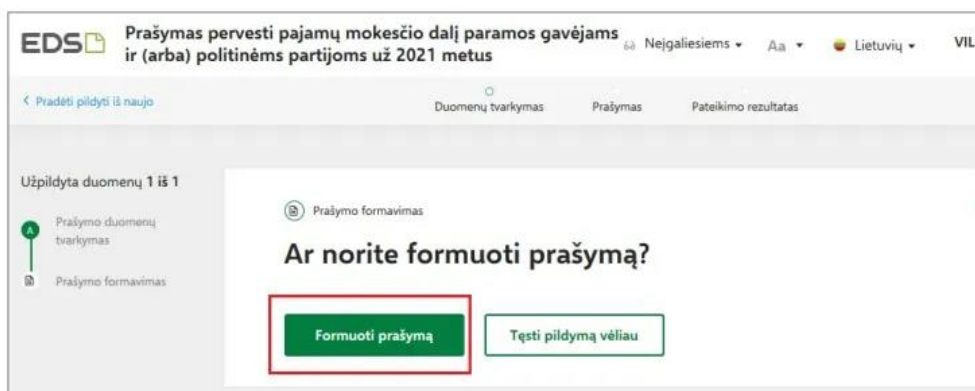 EDS
Prašymas pervesti pajamų mokesčio dalį paramos gavėjams
ir (arba) politinėms partijoms už 2021 metus
Neįgaliesiems
Aa
Lietuvių
VIL
Pradėti pildyti iš naujo
Duomenų tvarkymas
Prašymas
Pateikimo rezultatas
Užpildyta duomenų 1 iš 1
A
Prašymo duomenų
tvarkymas
Prašymo formavimas
Prašymo formavimas
Ar norite formuoti prašymą?
Formuoti prašymą
Tęsti pildymą vėliau